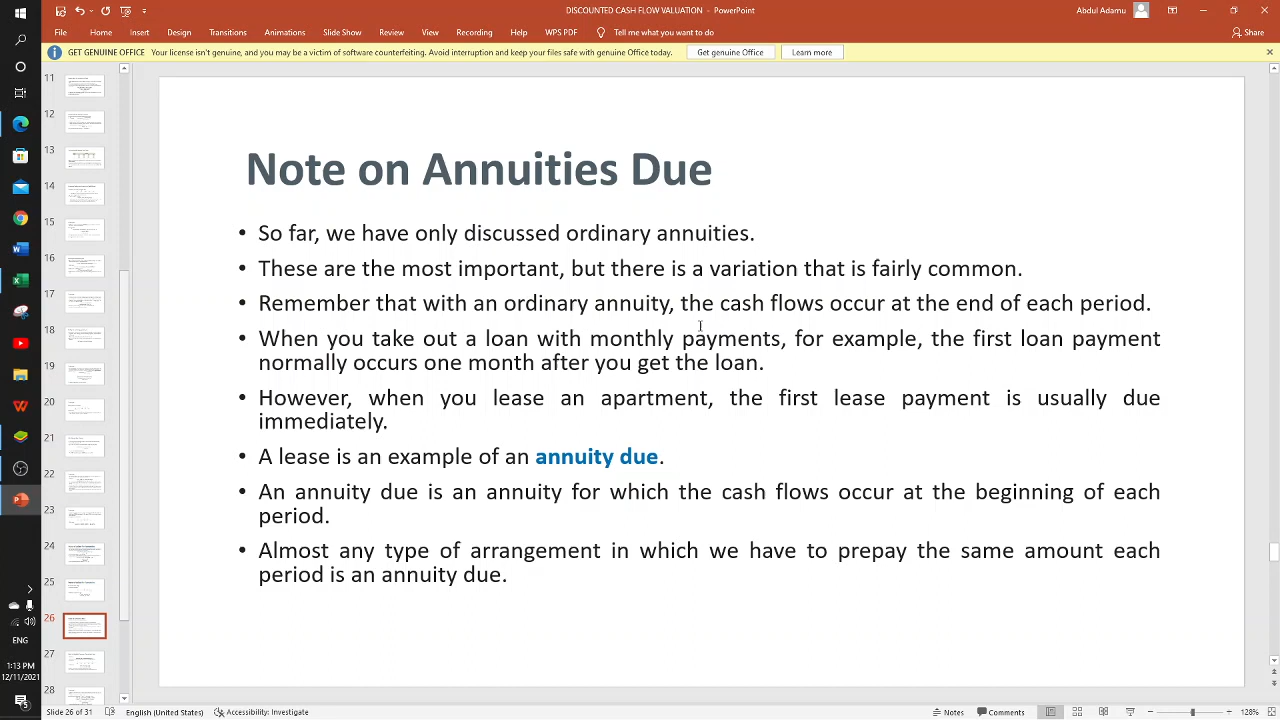 DISCOUNTED CASH FLOW VALUATION - PowerPoint
Abdul Adamu
File Home Insert Design Transitions Animations Slide Show Review View Recording Help WPS PDF Tell me what you want to do Share
GET GENUINE OFFICE Your license isn't genuine, and you may be a victim of software counterfeiting. Avoid interruption and keep your files safe with genuine Office today. Get genuine Office Learn more
11
12
13
14
15
16
17
18
19
20
21
22
23
24
25
27
28
Note on Annuities Due
• So far, we have only discussed ordinary annuities.
• These are the most important, but there is a variation that is fairly common.
• Remember that with an ordinary annuity, the cash flows occur at the end of each period.
• When you take out a loan with monthly payments, for example, the first loan payment
normally occurs one month after you get the loan.
• However, when you lease an apartment, the first lease payment is usually due
immediately.
• A lease is an example of an annuity due.
• An annuity due is an annuity for which the cash flows occur at the beginning of each
period.
• Almost any type of arrangement in which we have to prepay the same amount each
period is an annuity due.
ENG
1:13 PM
12/11/2021
Slide 26 of 31 English (United States) Accessibility: Investigate Notes Comments 128%